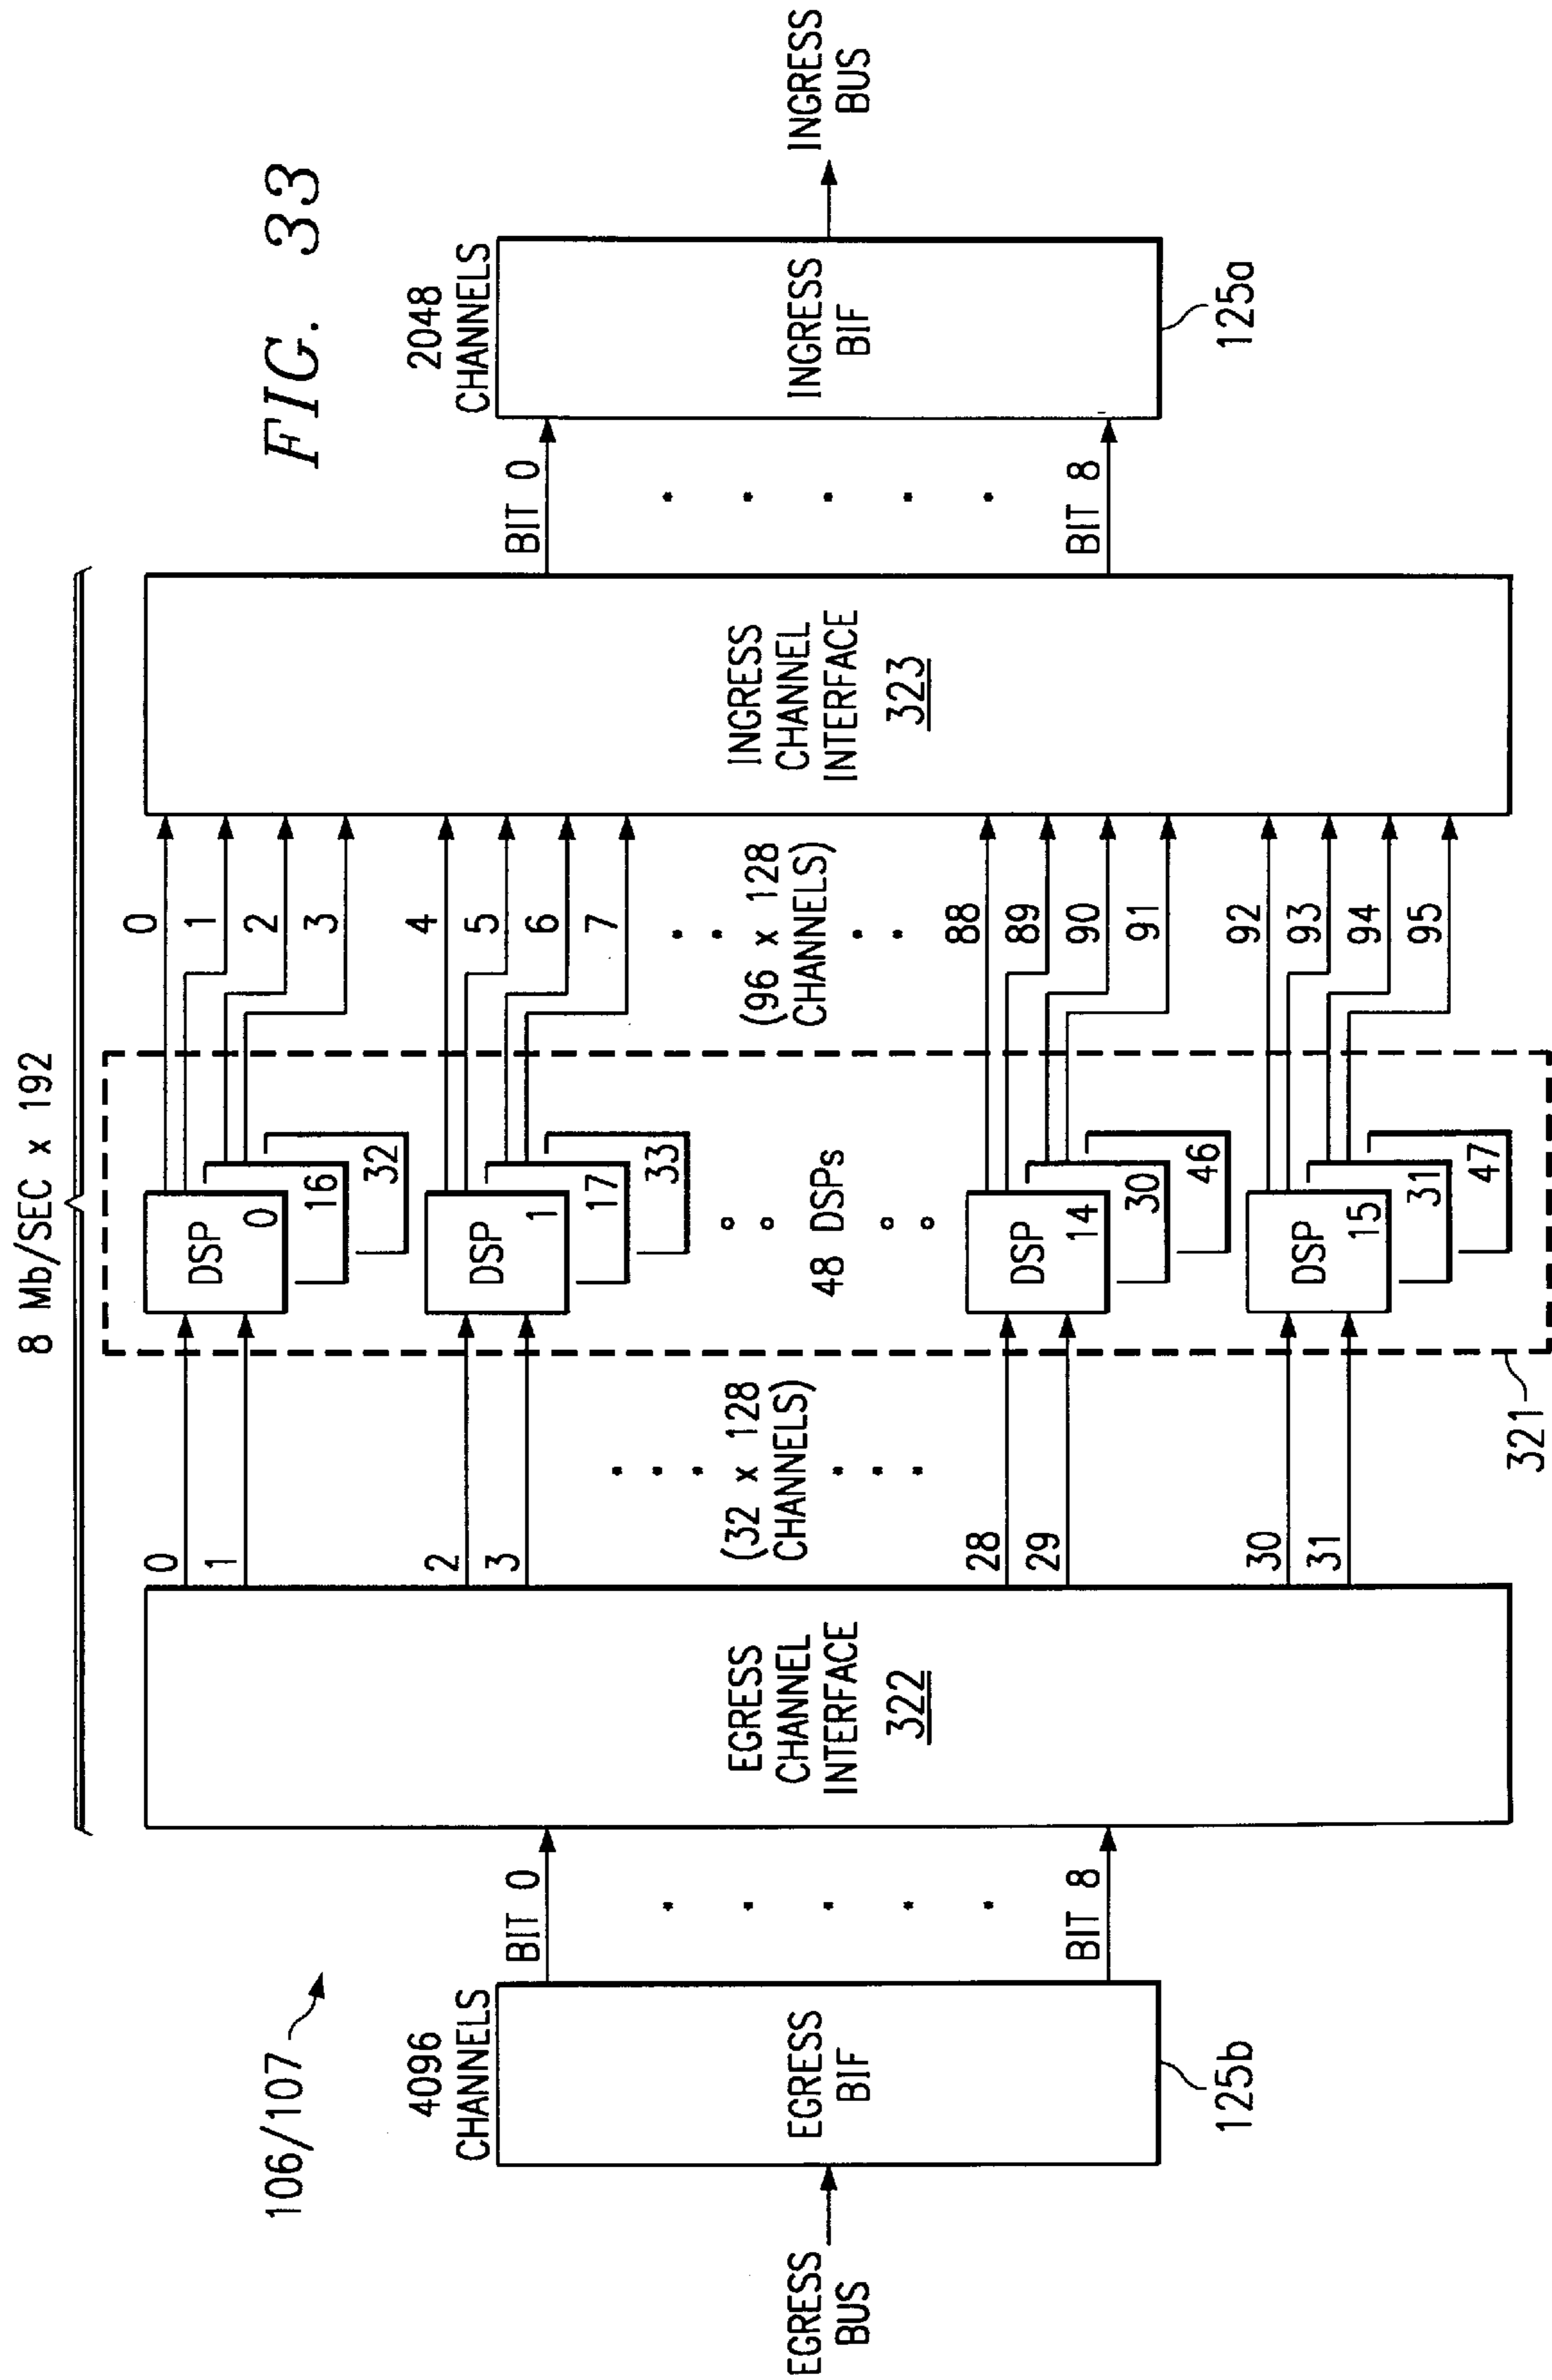 FIG. 33
106/107
8 Mb/SEC x 192
EGRESS
BUS
4096
CHANNELS
EGRESS
BIF
125b
BIT 0
BIT 8
EGRESS
CHANNEL
INTERFACE
322
0
1
2
3
(32 x 128
CHANNELS)
28
29
30
31
DSP
0
16
32
DSP
1
17
33
48 DSPs
DSP
14
30
46
DSP
15
31
47
321
0
1
2
3
4
5
6
7
(96 x 128
CHANNELS)
88
89
90
91
92
93
94
95
INGRESS
CHANNEL
INTERFACE
323
BIT 0
BIT 8
2048
CHANNELS
INGRESS
BIF
125a
INGRESS
BUS